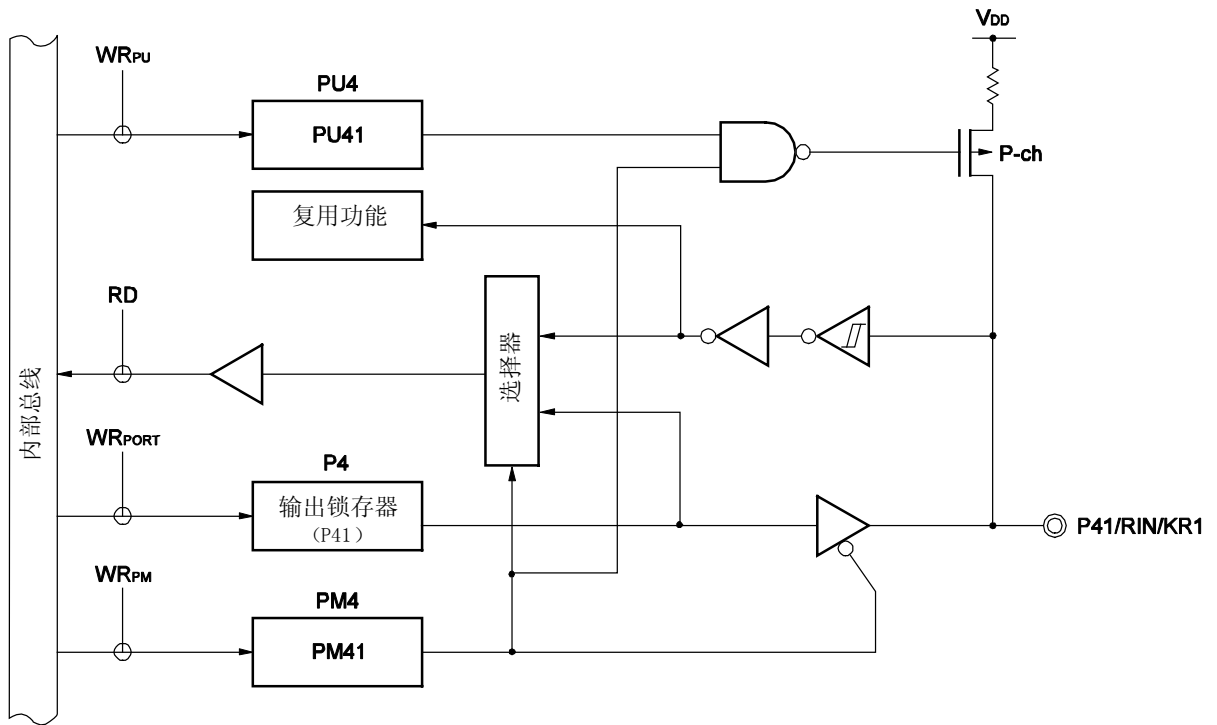 VDD
WRPU
PU4
PU41
P-ch
复用功能
RD
选择器
内部总线
WRPORT
P4
输出锁存器
(P41)
P41/RIN/KR1
WRPM
PM4
PM41